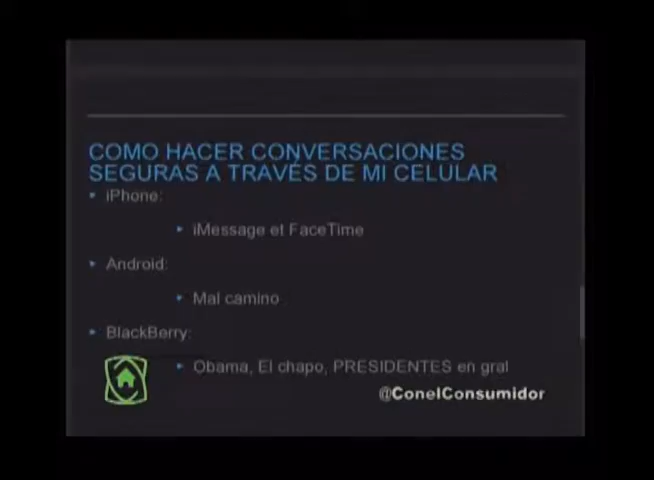 COMO HACER CONVERSACIONES
SEGURAS A TRAVÉS DE MI CELULAR
iPhone:
iMessage et FaceTime
Android:
Mal camino
BlackBerry:
Obama, El chapo, PRESIDENTES en gral
@ConelConsumidor